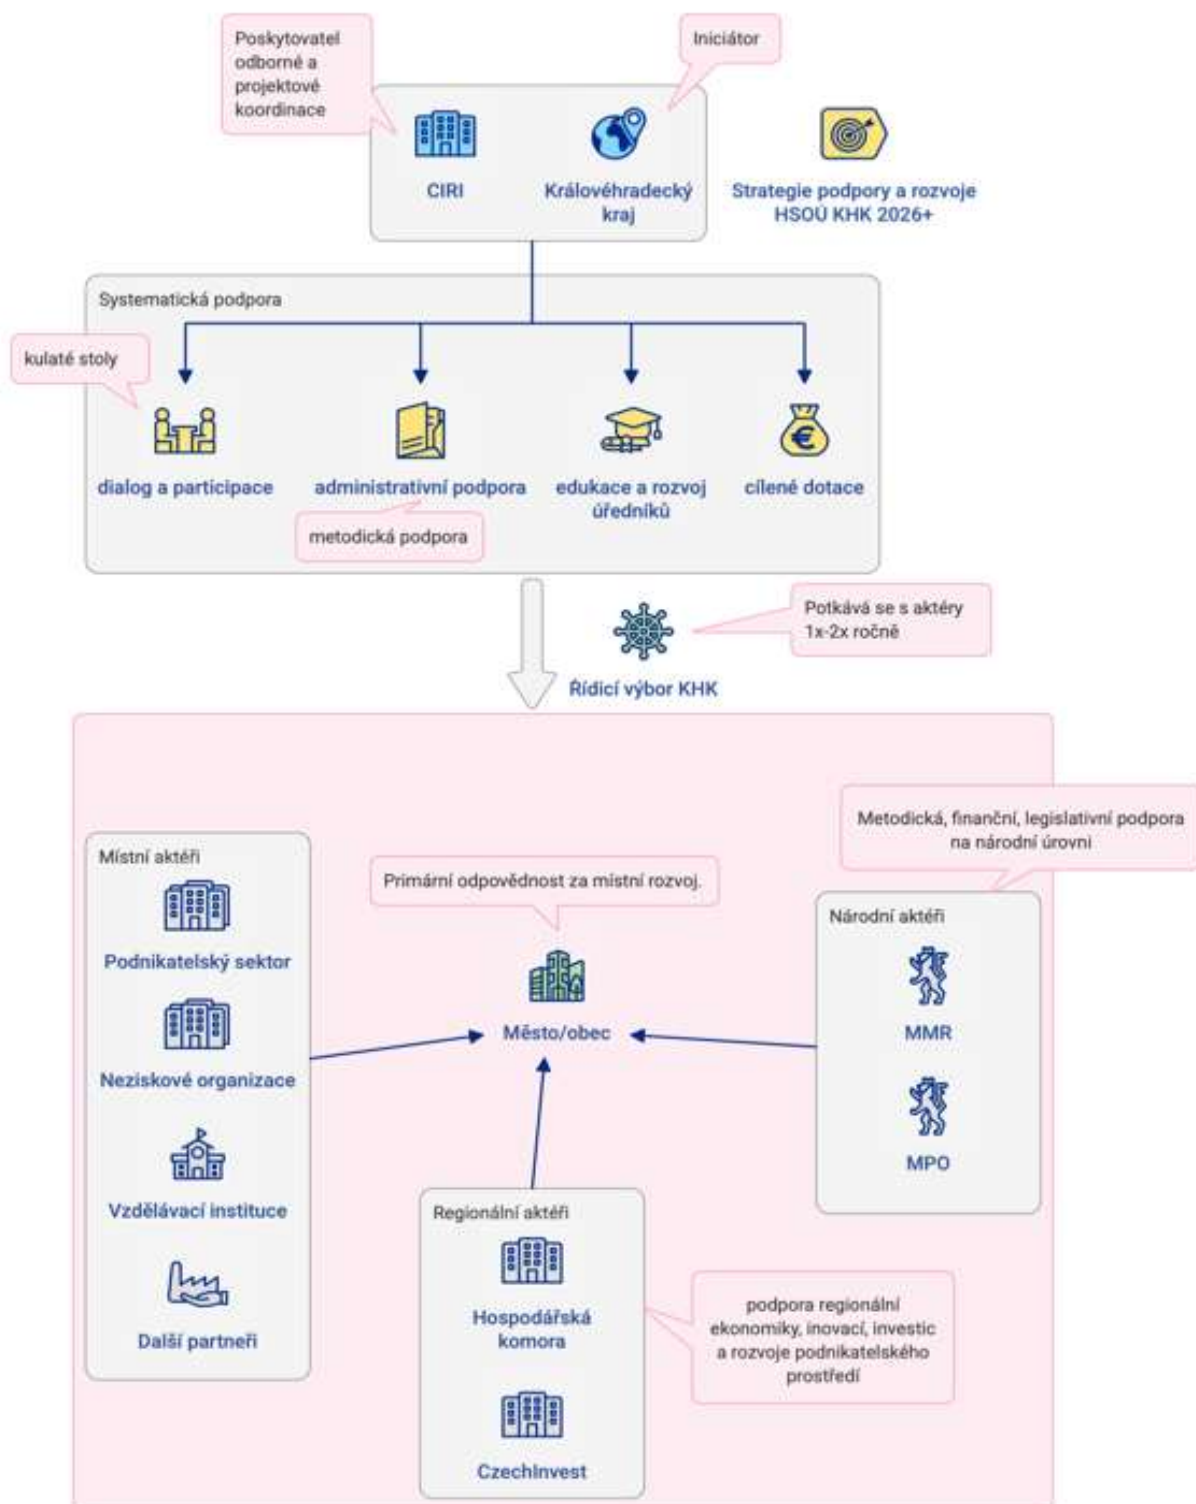 Poskytovatel
odborné a
projektové
koordinace
Iniciátor
CIRI
Královéhradecký
kraj
Strategie podpory a rozvoje
HSOÚ KHK 2026+
Systematická podpora
kulaté stoly
dialog a participace
administrativní podpora
edukace a rozvoj
úředníků
cílené dotace
metodická podpora
Potkává se s aktéry
1x-2x ročně
Řídicí výbor KHK
Metodická, finanční, legislativní podpora
na národní úrovni
Místní aktéři
Podnikatelský sektor
Neziskové organizace
Vzdělávací instituce
Další partneři
Primární odpovědnost za místní rozvoj.
Město/obec
Národní aktéři
MMR
MPO
Regionální aktéři
Hospodářská
komora
CzechInvest
podpora regionální
ekonomiky, inovací, investic
a rozvoje podnikatelského
prostředí